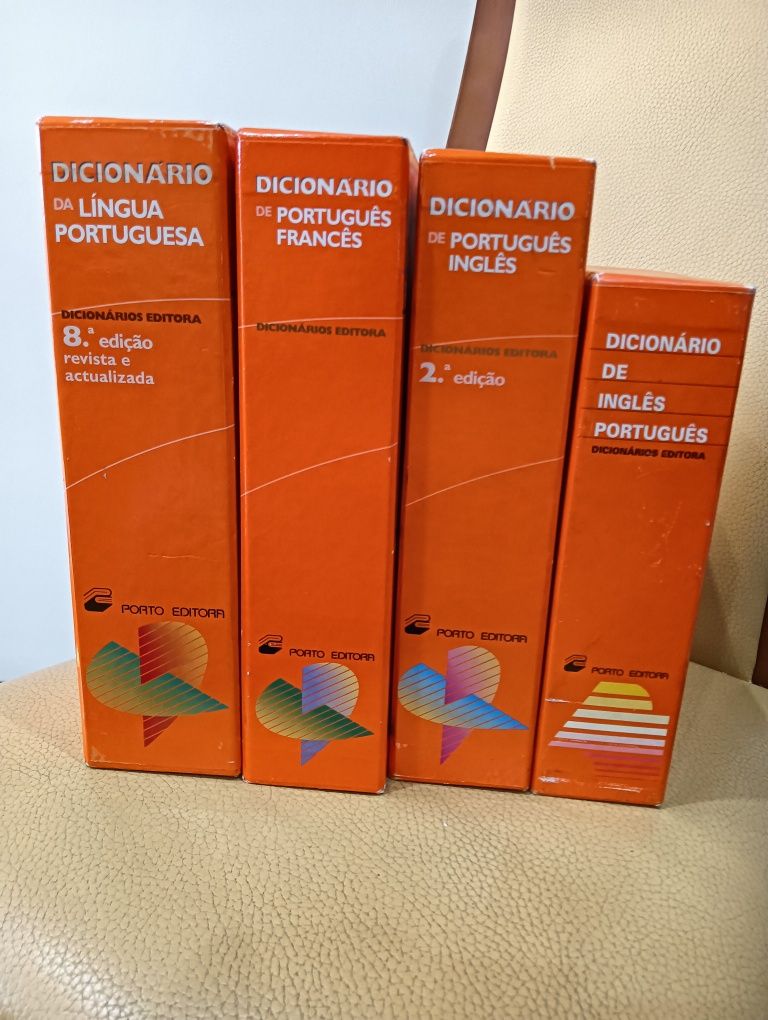 DICIONÁRIO
DA LÍNGUA
PORTUGUESA
DICIONÁRIOS EDITORA
8.ª edição
revista e
actualizada
PORTO EDITORA
DICIONÁRIO
DE PORTUGUÊS
FRANCÊS
DICIONÁRIOS EDITORA
PORTO EDITORA
DICIONÁRIO
DE PORTUGUÊS
INGLÊS
DICIONÁRIOS EDITORA
2.ª edição
PORTO EDITORA
DICIONÁRIO
DE
INGLÊS
PORTUGUÊS
DICIONÁRIOS EDITORA
PORTO EDITORA